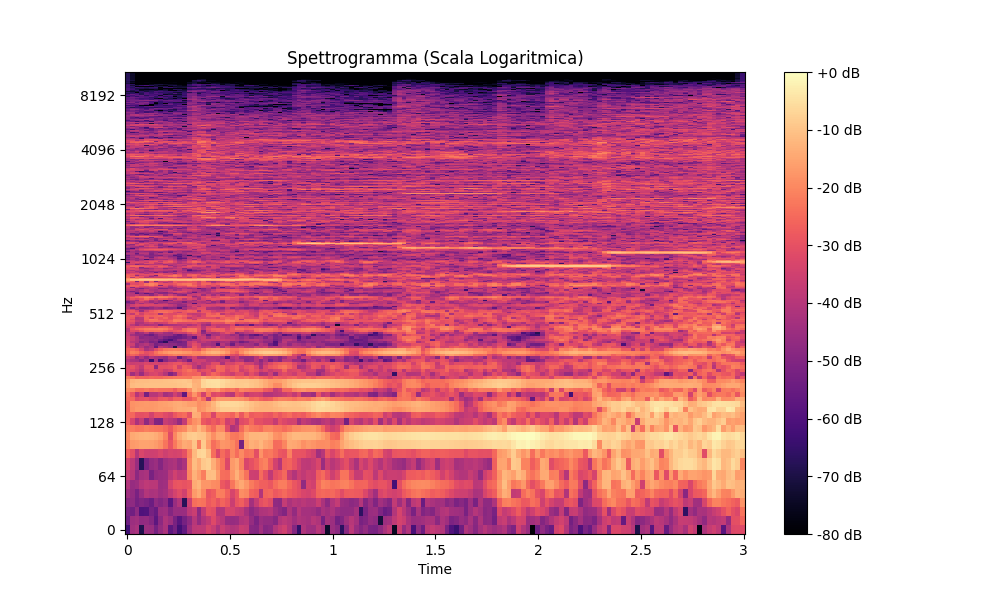 Spettrogramma (Scala Logaritmica)
8192
4096
2048
1024
512
256
128
64
0
Hz
0
0.5
1
1.5
2
2.5
3
Time
+0 dB
-10 dB
-20 dB
-30 dB
-40 dB
-50 dB
-60 dB
-70 dB
-80 dB